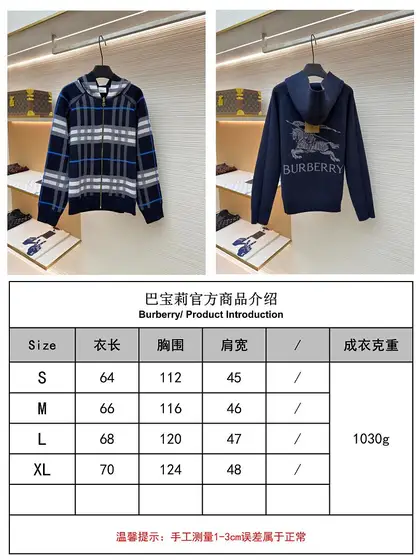 BURBERRY
巴宝莉官方商品介绍
Burberry/ Product Introduction
Size 衣长 胸围 肩宽 / 成衣克重
S 64 112 45 /
M 66 116 46 /
L 68 120 47 /
XL 70 124 48 /
1030g
温馨提示：手工测量1-3cm误差属于正常